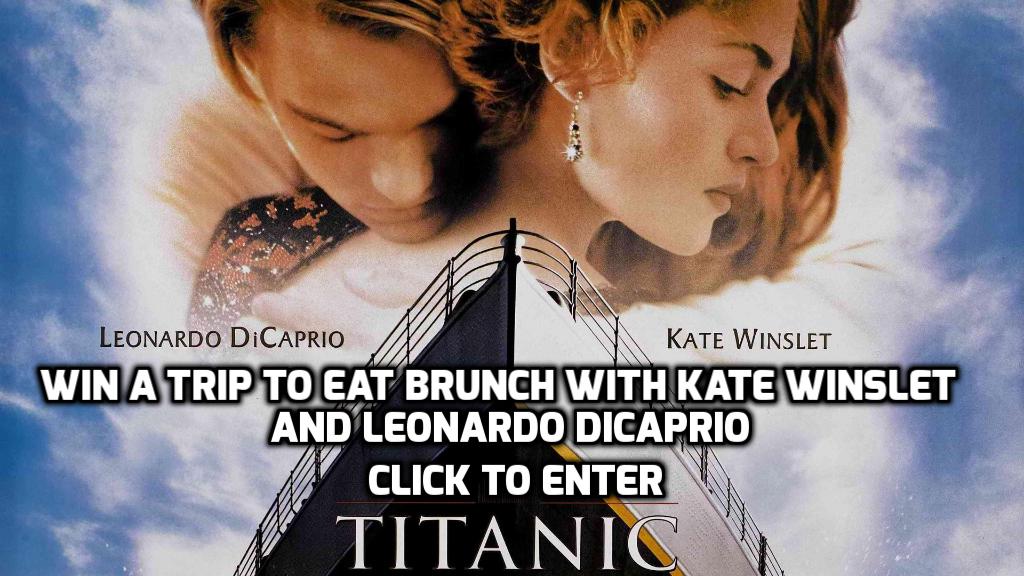 LEONARDO DICAPRIO
KATE WINSLET
WIN A TRIP TO EAT BRUNCH WITH KATE WINSLET
AND LEONARDO DICAPRIO
CLICK TO ENTER
TITANIC